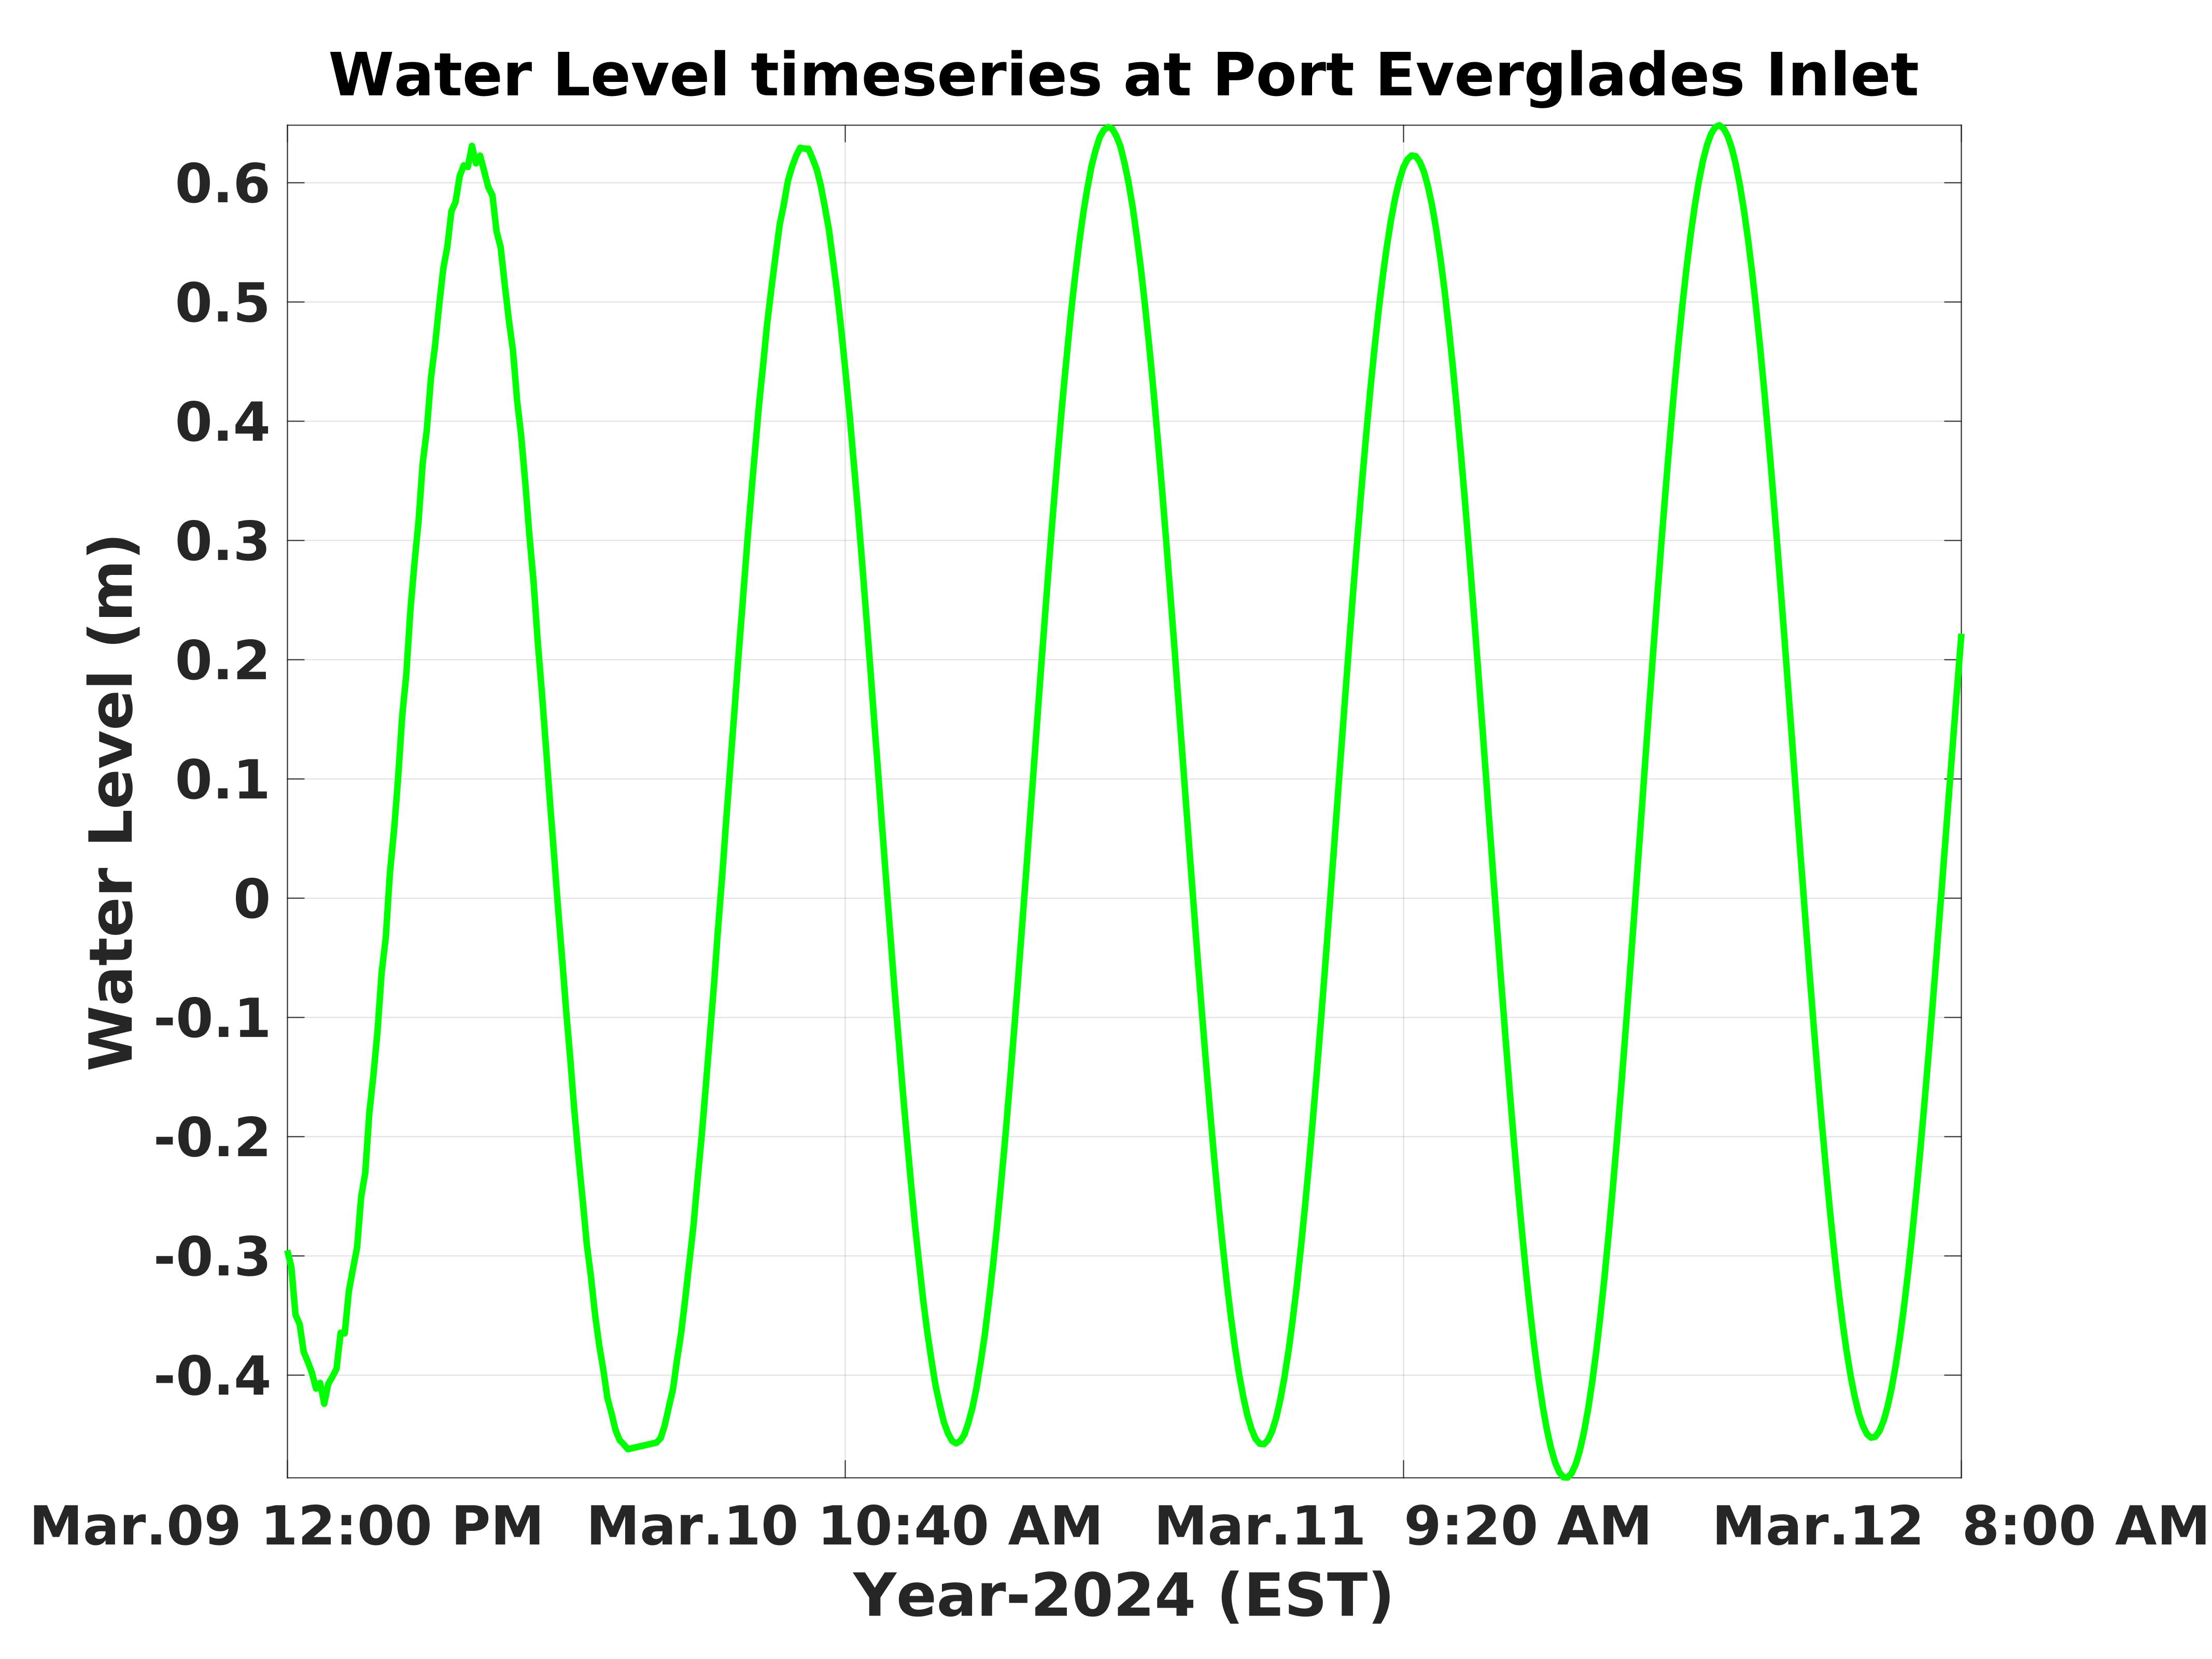 Water Level timeseries at Port Everglades Inlet
0.6
0.5
0.4
0.3
0.2
0.1
0
-0.1
-0.2
-0.3
-0.4
Water Level (m)
Mar.09 12:00 PM Mar.10 10:40 AM Mar.11 9:20 AM Mar.12 8:00 AM
Year-2024 (EST)